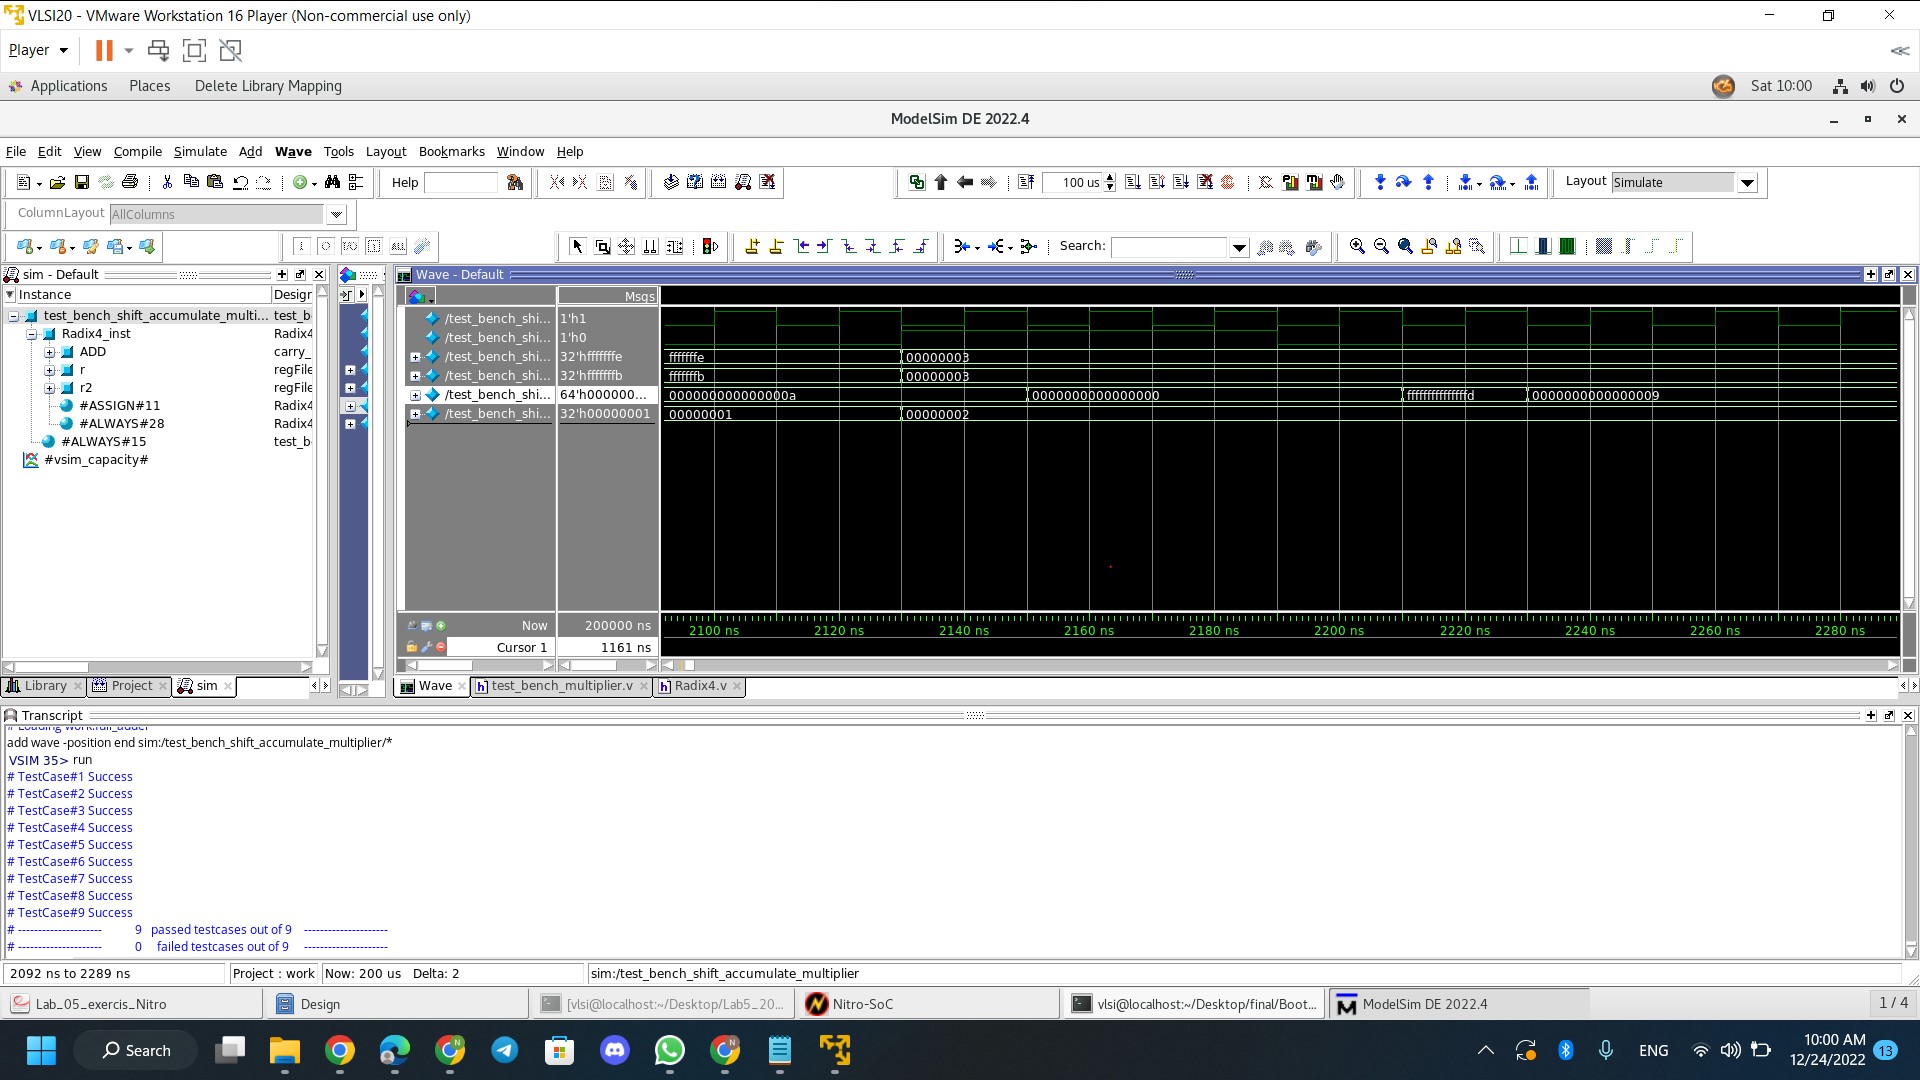 VLSI20 - VMware Workstation 16 Player (Non-commercial use only)
Player
Applications Places Delete Library Mapping Sat 10:00
ModelSim DE 2022.4
File Edit View Compile Simulate Add Wave Tools Layout Bookmarks Window Help
Help 100 us Layout Simulate
ColumnLayout AllColumns
Search:
sim - Default
Instance Design
test_bench_shift_accumulate_multi... test_b
Radix4_inst Radix4
ADD carry_
r regFile
r2 regFile
#ASSIGN#11 Radix4
#ALWAYS#28 Radix4
#ALWAYS#15 test_b
#vsim_capacity#
Library Project sim
Wave - Default
Msgs
/test_bench_shi... 1'h1
/test_bench_shi... 1'h0
/test_bench_shi... 32'hfffffffe fffffffe 00000003
/test_bench_shi... 32'hfffffffb fffffffb 00000003
/test_bench_shi... 64'h000000... 000000000000000a 0000000000000000 fffffffffffffffd 0000000000000009
/test_bench_shi... 32'h00000001 00000001 00000002
Now 200000 ns 2100 ns 2120 ns 2140 ns 2160 ns 2180 ns 2200 ns 2220 ns 2240 ns 2260 ns 2280 ns
Cursor 1 1161 ns
Wave test_bench_multiplier.v Radix4.v
Transcript
# Loading work.full_adder
add wave -position end sim:/test_bench_shift_accumulate_multiplier/*
VSIM 35> run
# TestCase#1 Success
# TestCase#2 Success
# TestCase#3 Success
# TestCase#4 Success
# TestCase#5 Success
# TestCase#6 Success
# TestCase#7 Success
# TestCase#8 Success
# TestCase#9 Success
# --------------------- 9 passed testcases out of 9 ---------------------
# --------------------- 0 failed testcases out of 9 ---------------------
2092 ns to 2289 ns Project : work Now: 200 us Delta: 2 sim:/test_bench_shift_accumulate_multiplier
Lab_05_exercis_Nitro Design [vlsi@localhost:~/Desktop/Lab5_20... Nitro-SoC vlsi@localhost:~/Desktop/final/Boot... ModelSim DE 2022.4 1 / 4
Search ENG 10:00 AM
12/24/2022 13